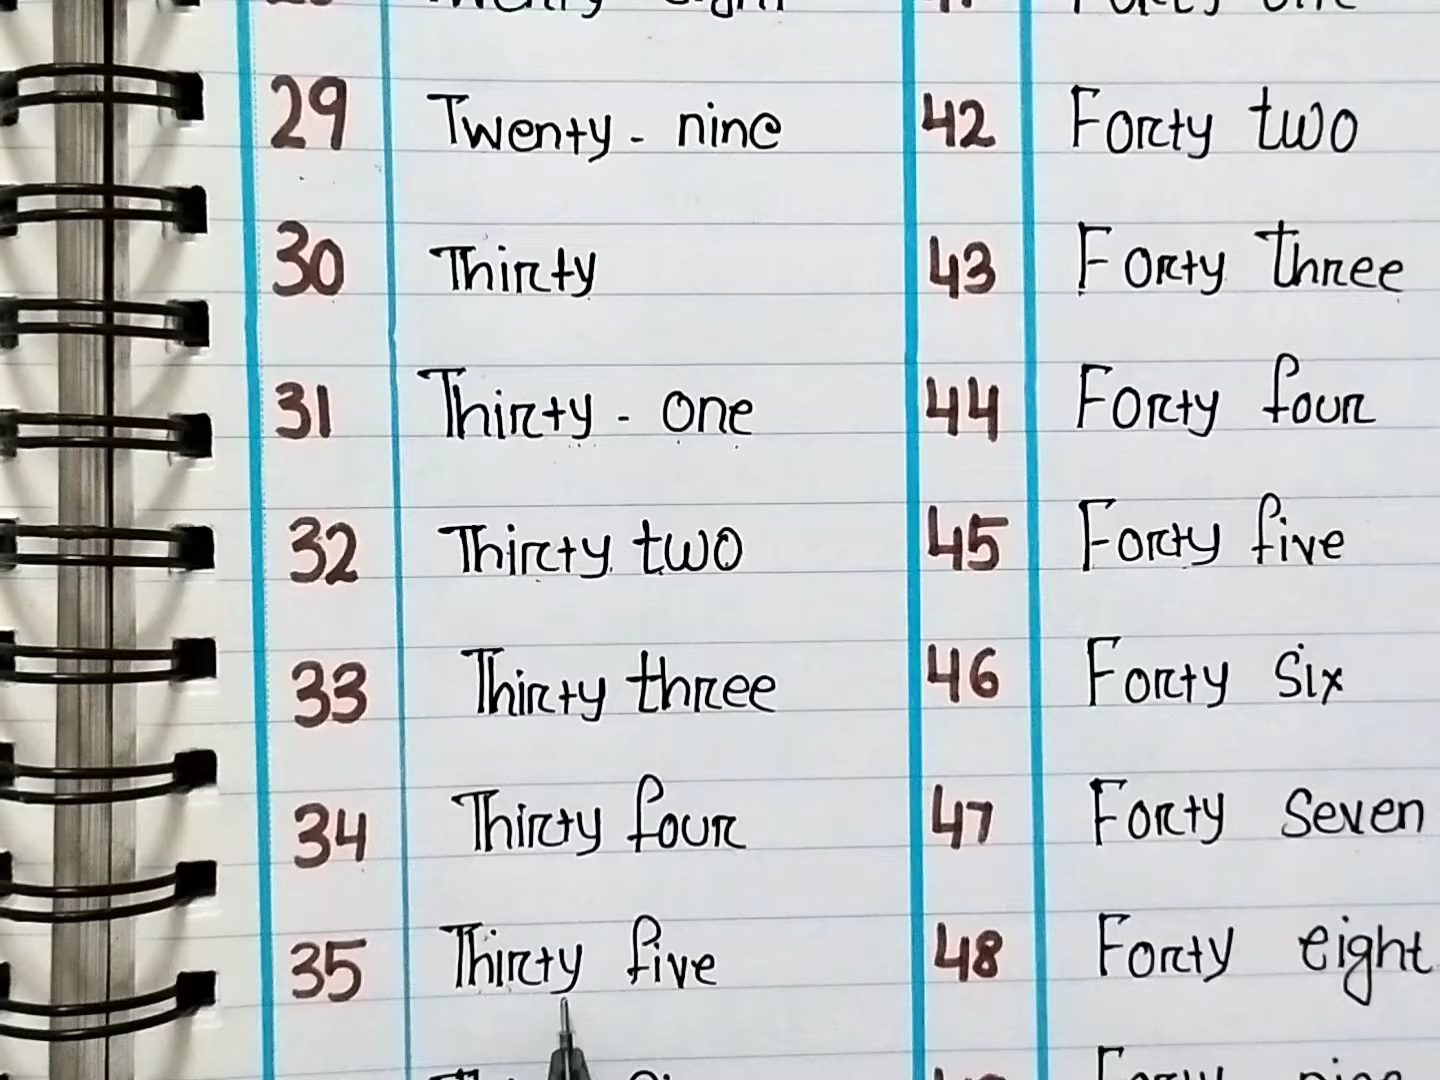 29 Twenty - nine 42 Forty two
30 Thirty 43 Forty three
31 Thirty - one 44 Forty four
32 Thirty two 45 Forty five
33 Thirty three 46 Forty Six
34 Thirty four 47 Forty Seven
35 Thirty five 48 Forty eight